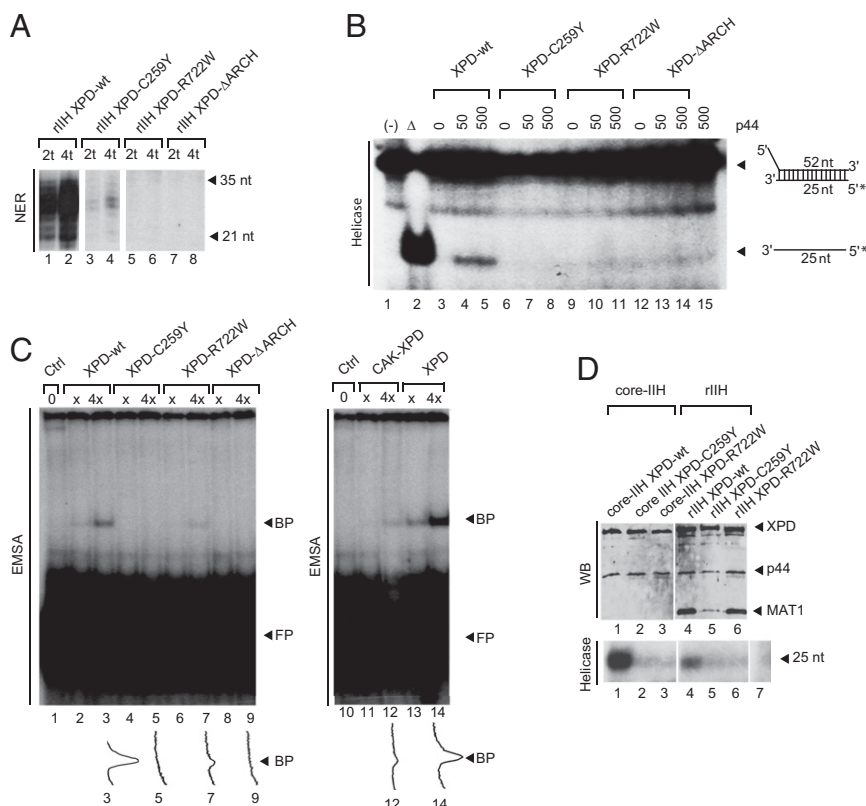 A
rIIH XPD-wt
rIIH XPD-C259Y
rIIH XPD-R722W
rIIH XPD-ΔARCH
2t 4t 2t 4t 2t 4t 2t 4t
NER
35 nt
21 nt
1 2 3 4 5 6 7 8
B
XPD-wt
XPD-C259Y
XPD-R722W
XPD-ΔARCH
(-) Δ 0 50 500 0 50 500 0 50 500 0 50 500 500 p44
Helicase
5'
52 nt
3'
3'
25 nt
5'*
3'
5'*
25 nt
1 2 3 4 5 6 7 8 9 10 11 12 13 14 15
C
Ctrl
XPD-wt
XPD-C259Y
XPD-R722W
XPD-ΔARCH
0 x 4x x 4x x 4x x 4x
EMSA
BP
FP
1 2 3 4 5 6 7 8 9
BP
3 5 7 9
Ctrl
CAK-XPD
XPD
0 x 4x x 4x
EMSA
BP
FP
10 11 12 13 14
BP
12 14
D
core-IIH
rIIH
core-IIH XPD-wt
core IIH XPD-C259Y
core-IIH XPD-R722W
rIIH XPD-wt
rIIH XPD-C259Y
rIIH XPD-R722W
WB
XPD
p44
MAT1
1 2 3 4 5 6
Helicase
25 nt
1 2 3 4 5 6 7